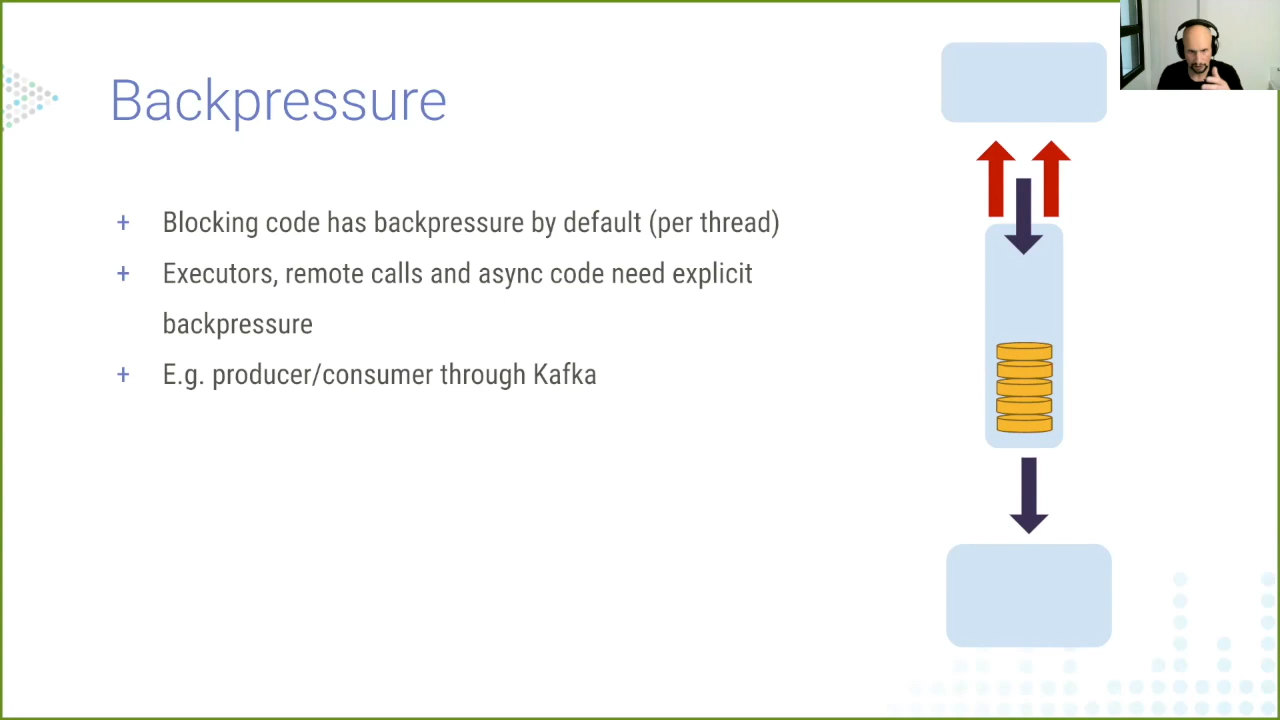 Backpressure
+ Blocking code has backpressure by default (per thread)
+ Executors, remote calls and async code need explicit
backpressure
+ E.g. producer/consumer through Kafka